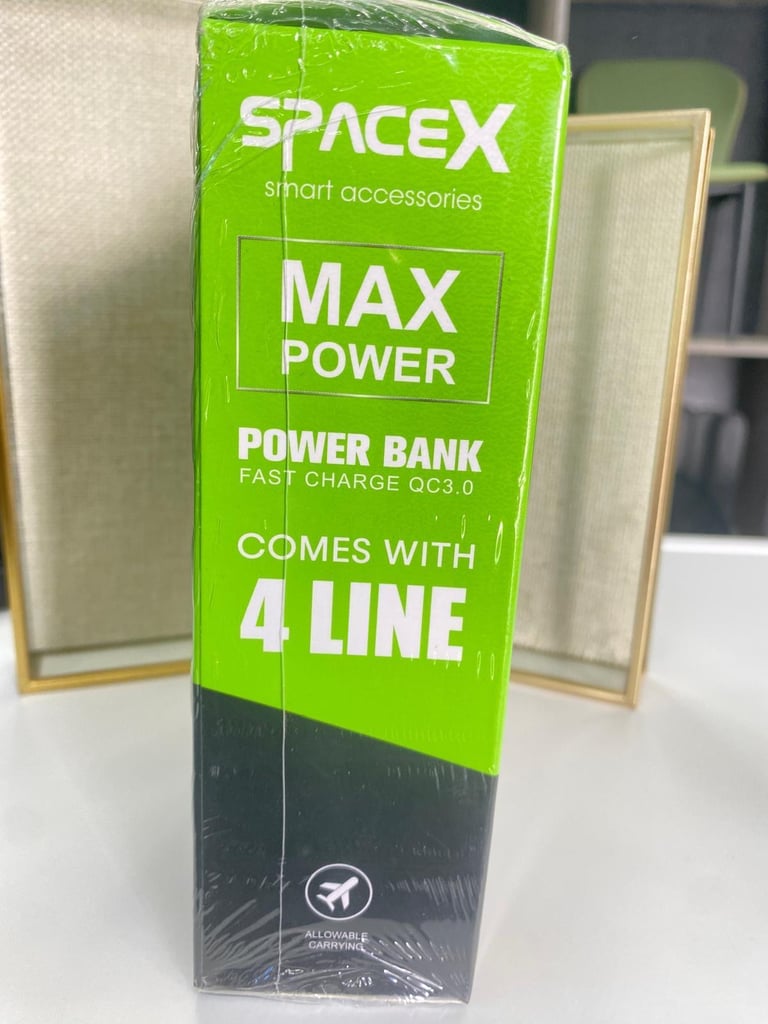 SPACEX
smart accessories
MAX
POWER
POWER BANK
FAST CHARGE QC3.0
COMES WITH
4 LINE
ALLOWABLE
CARRYING